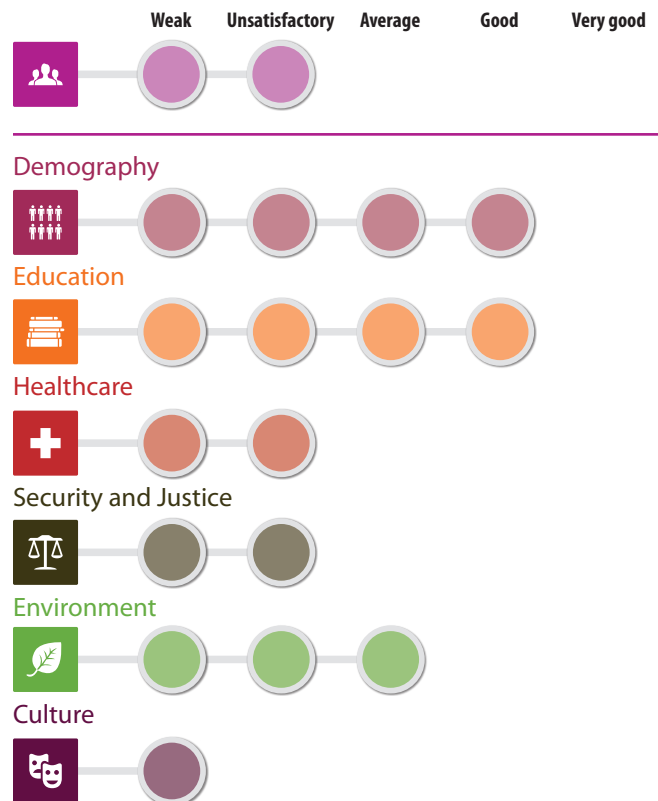 Weak Unsatisfactory Average Good Very good
Demography
Education
Healthcare
Security and Justice
Environment
Culture